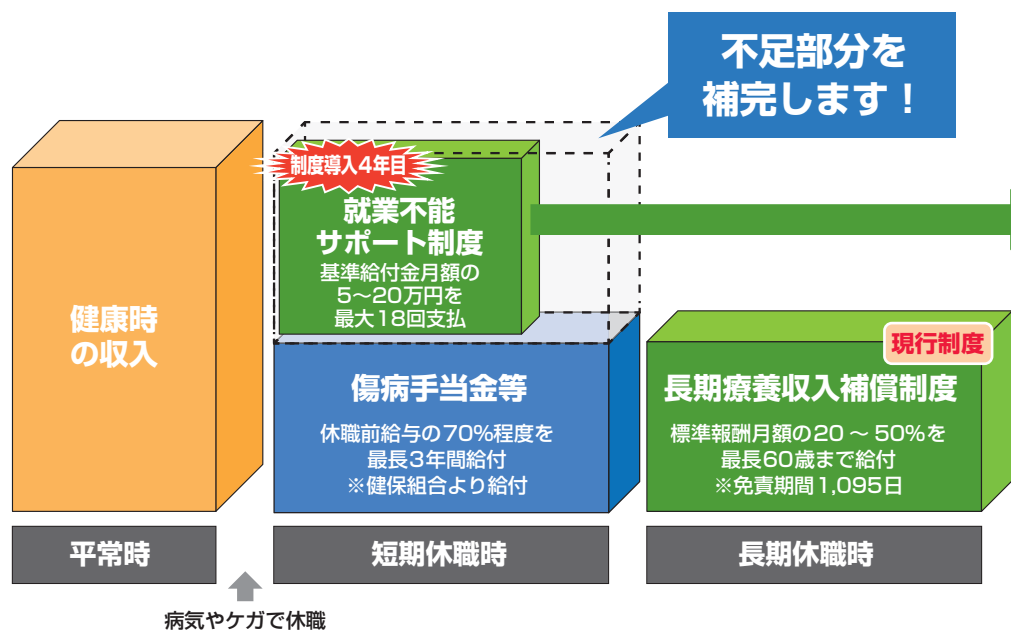 不足部分を
補完します！
制度導入4年目
就業不能
サポート制度
基準給付金月額の
5〜20万円を
最大18回支払
健康時
の収入
傷病手当金等
休職前給与の70%程度を
最長3年間給付
※健保組合より給付
現行制度
長期療養収入補償制度
標準報酬月額の20 〜 50%を
最長60歳まで給付
※免責期間1,095日
平常時
短期休職時
長期休職時
病気やケガで休職